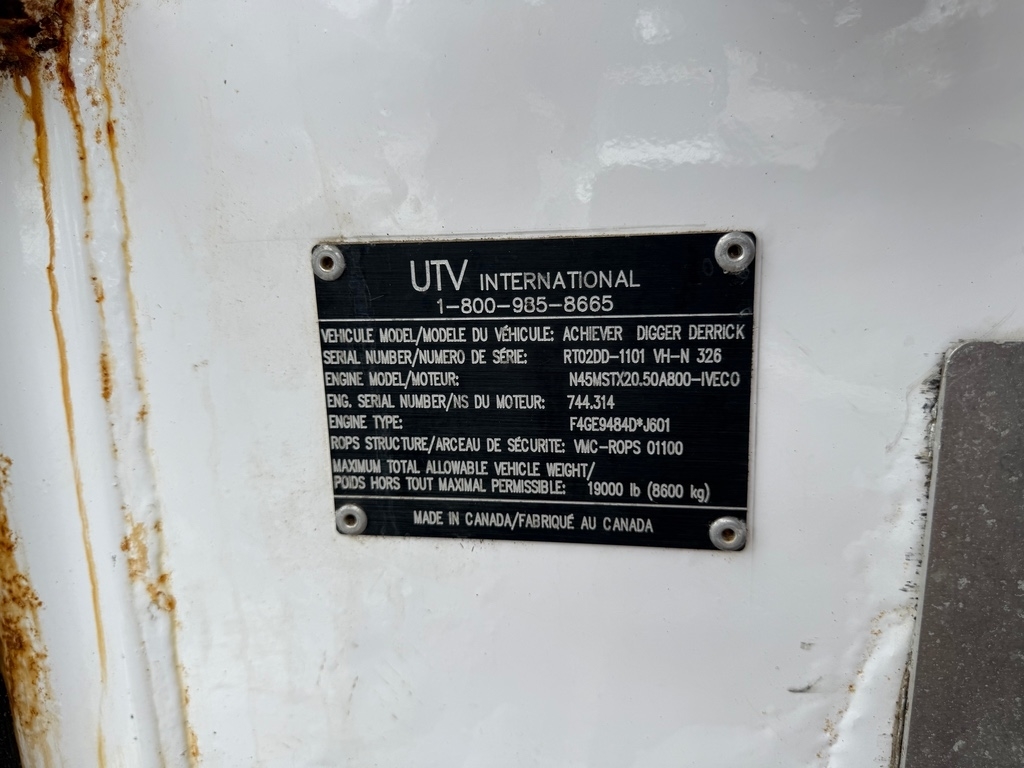 UTV INTERNATIONAL
1-800-985-8665
VEHICULE MODEL/MODELE DU VÉHICULE: ACHIEVER DIGGER DERRICK
SERIAL NUMBER/NUMERO DE SÉRIE: RT02DD-1101 VH-N 326
ENGINE MODEL/MOTEUR: N45MSTX20.50A800-IVECO
ENG. SERIAL NUMBER/NS DU MOTEUR: 744.314
ENGINE TYPE: F4GE9484D*J601
ROPS STRUCTURE/ARCEAU DE SÉCURITE: VMC-ROPS 01100
MAXIMUM TOTAL ALLOWABLE VEHICLE WEIGHT/
POIDS HORS TOUT MAXIMAL PERMISSIBLE: 19000 lb (8600 kg)
MADE IN CANADA/FABRIQUÉ AU CANADA